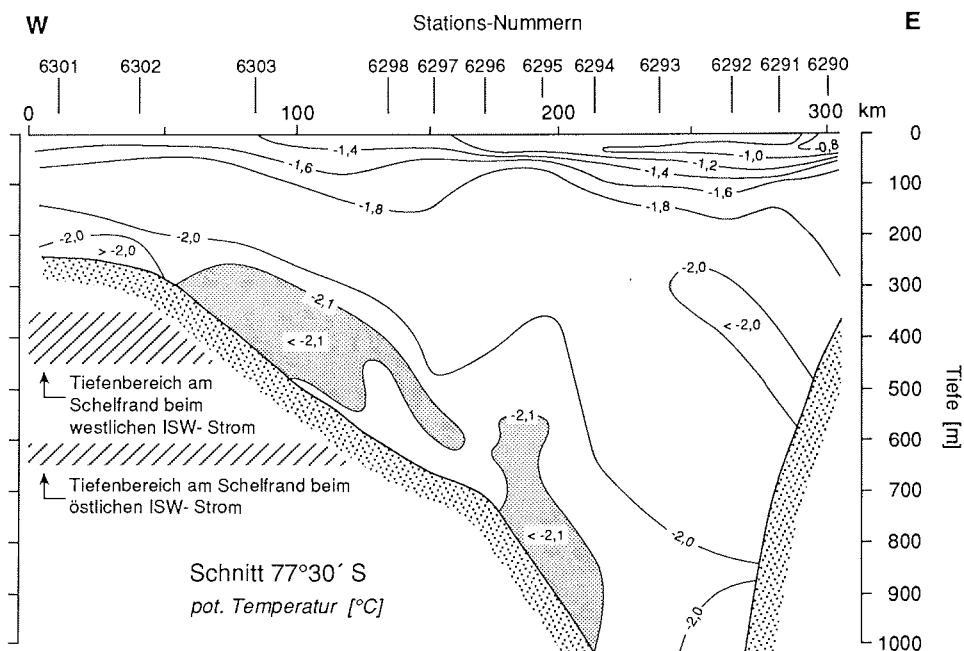 W Stations-Nummern E
6301 6302 6303 6298 6297 6296 6295 6294 6293 6292 6291 6290
0 100 200 300 km
0
-1,4 -1,2 -1,0 -0,8
-1,6 -1,4
100
-1,6
-1,8 -1,8
200
-2,0 -2,0
> -2,0
-2,0
300
-2,1
< -2,0
< -2,1
400
Tiefenbereich am
Schelfrand beim
westlichen ISW- Strom
500
-2,1
600
Tiefenbereich am Schelfrand beim
östlichen ISW- Strom
700
< -2,1
-2,0
800
900
-2,0
1000
Tiefe [m]
Schnitt 77°30´ S
pot. Temperatur [°C]